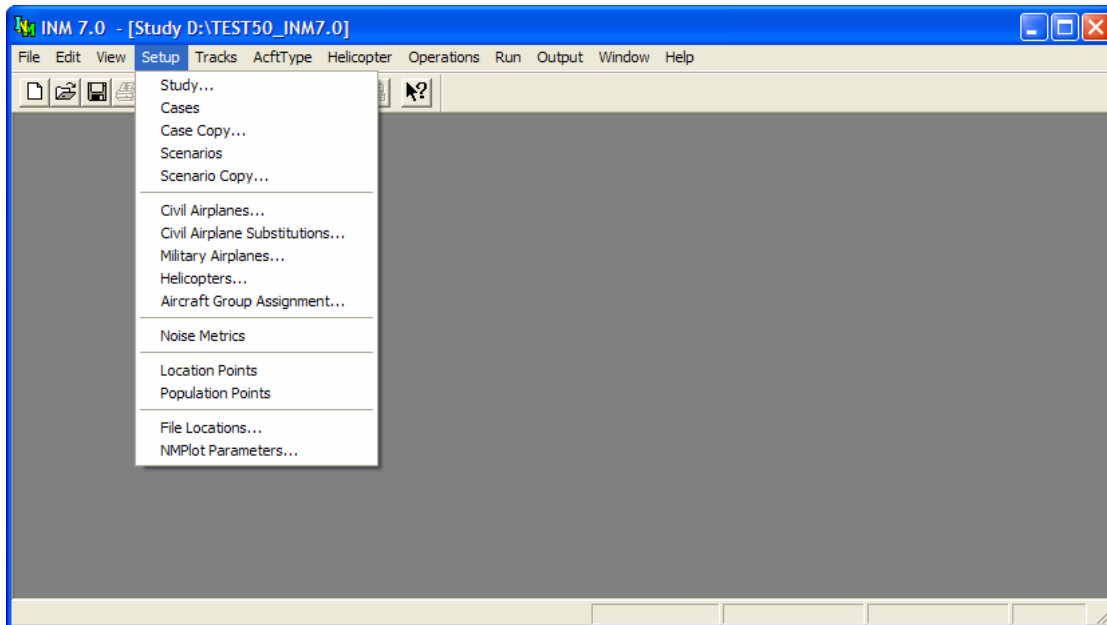 INM 7.0 - [Study D:\TEST50_INM7.0]
File Edit View Setup Tracks AcftType Helicopter Operations Run Output Window Help
Study...
Cases
Case Copy...
Scenarios
Scenario Copy...
Civil Airplanes...
Civil Airplane Substitutions...
Military Airplanes...
Helicopters...
Aircraft Group Assignment...
Noise Metrics
Location Points
Population Points
File Locations...
NMPlot Parameters...